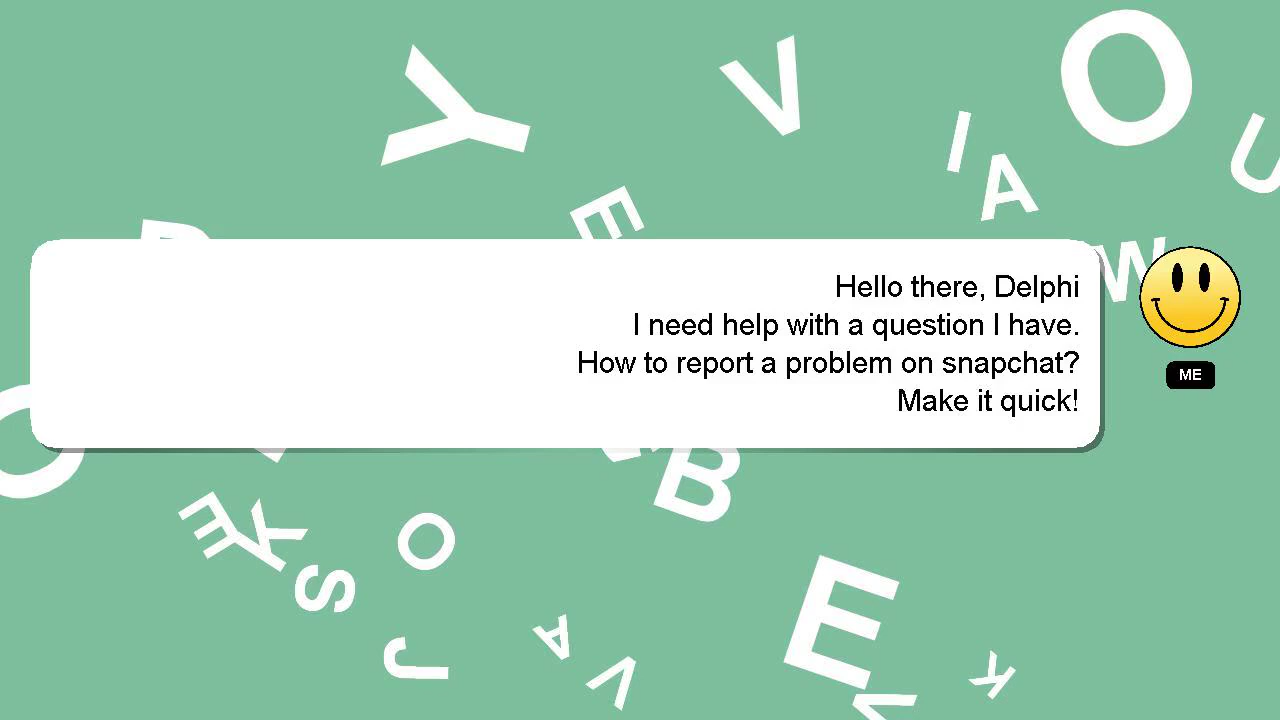 Hello there, Delphi
I need help with a question I have.
How to report a problem on snapchat?
Make it quick!
ME
Y
V
O
I
A
U
E
W
B
E
K
O
S
J
A
V
E
K